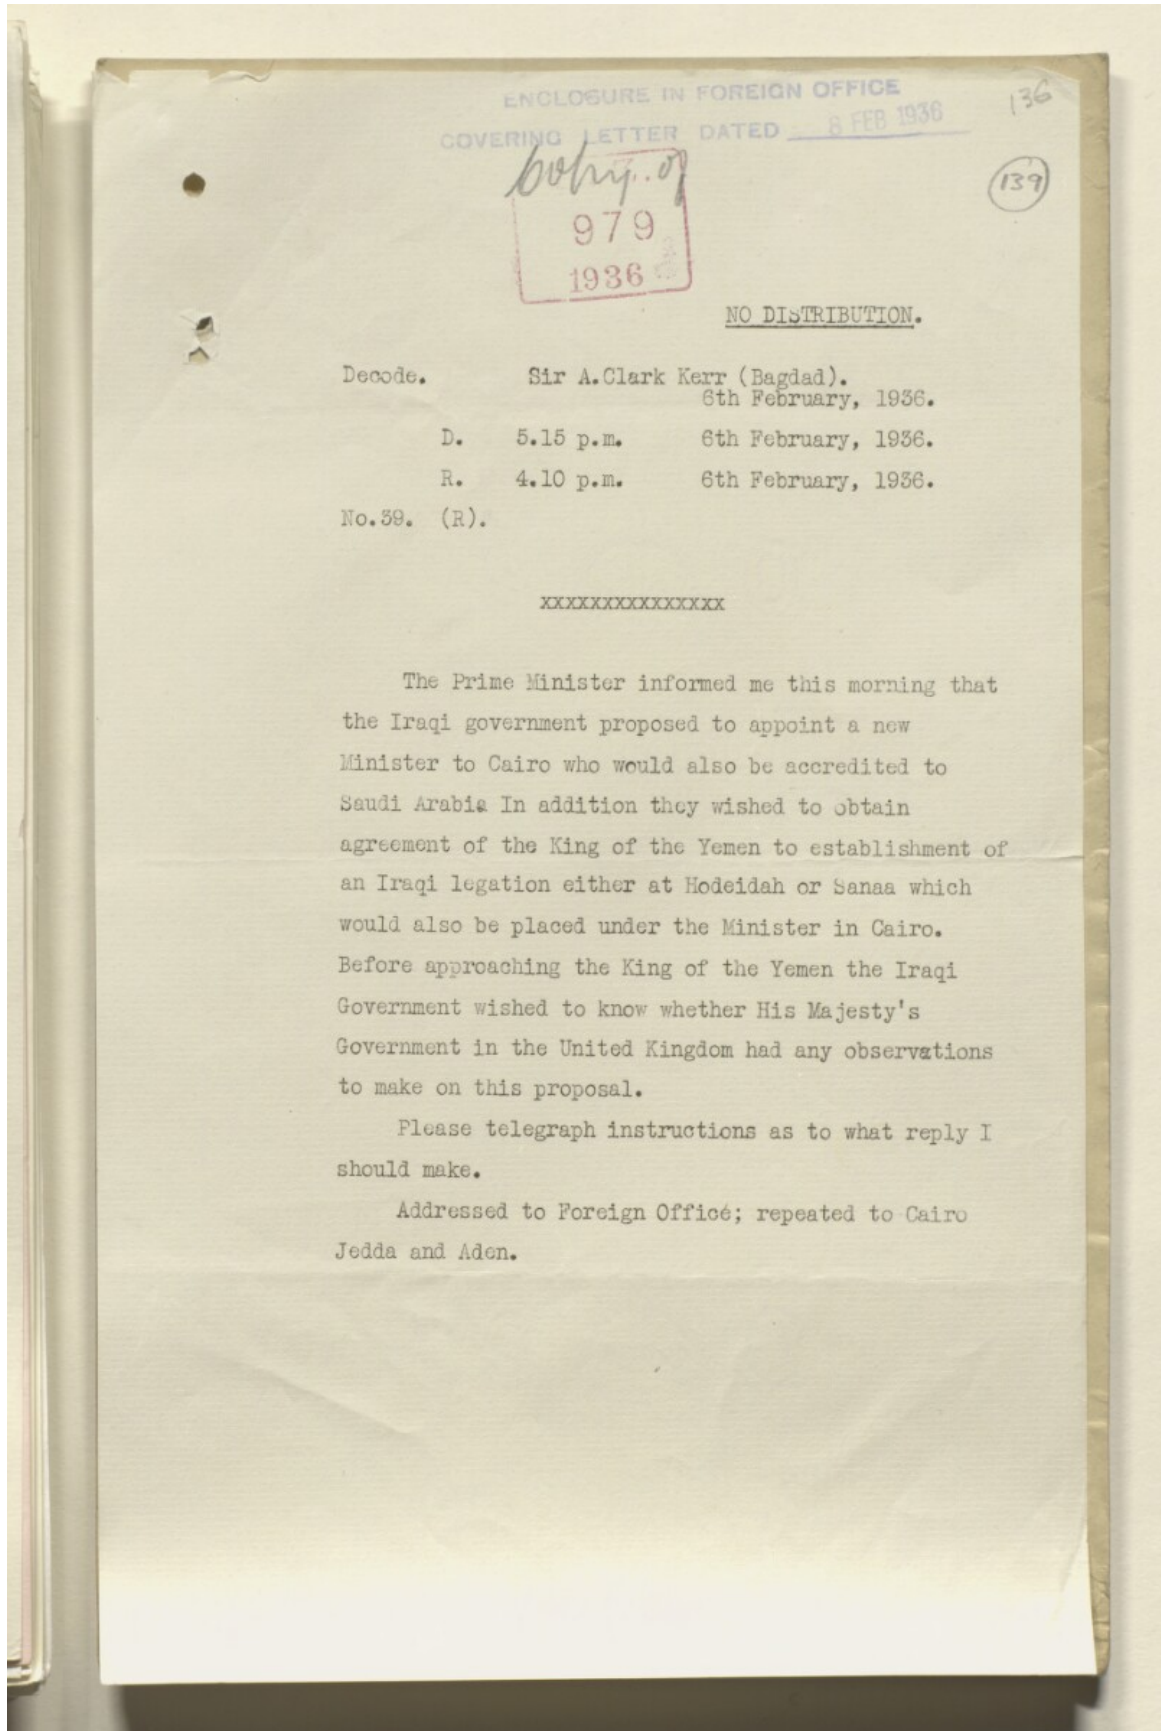 ENCLOSURE IN FOREIGN OFFICE
COVERING LETTER DATED 8 FEB 1936
136
139
Copy. of
979
1936
NO DISTRIBUTION.
Decode. Sir A.Clark Kerr (Bagdad).
6th February, 1936.
D. 5.15 p.m. 6th February, 1936.
R. 4.10 p.m. 6th February, 1936.
No.39. (R).
xxxxxxxxxxxxxxx
The Prime Minister informed me this morning that
the Iraqi government proposed to appoint a new
Minister to Cairo who would also be accredited to
Saudi Arabia In addition they wished to obtain
agreement of the King of the Yemen to establishment of
an Iraqi legation either at Hodeidah or Sanaa which
would also be placed under the Minister in Cairo.
Before approaching the King of the Yemen the Iraqi
Government wished to know whether His Majesty's
Government in the United Kingdom had any observations
to make on this proposal.
Please telegraph instructions as to what reply I
should make.
Addressed to Foreign Office; repeated to Cairo
Jedda and Aden.